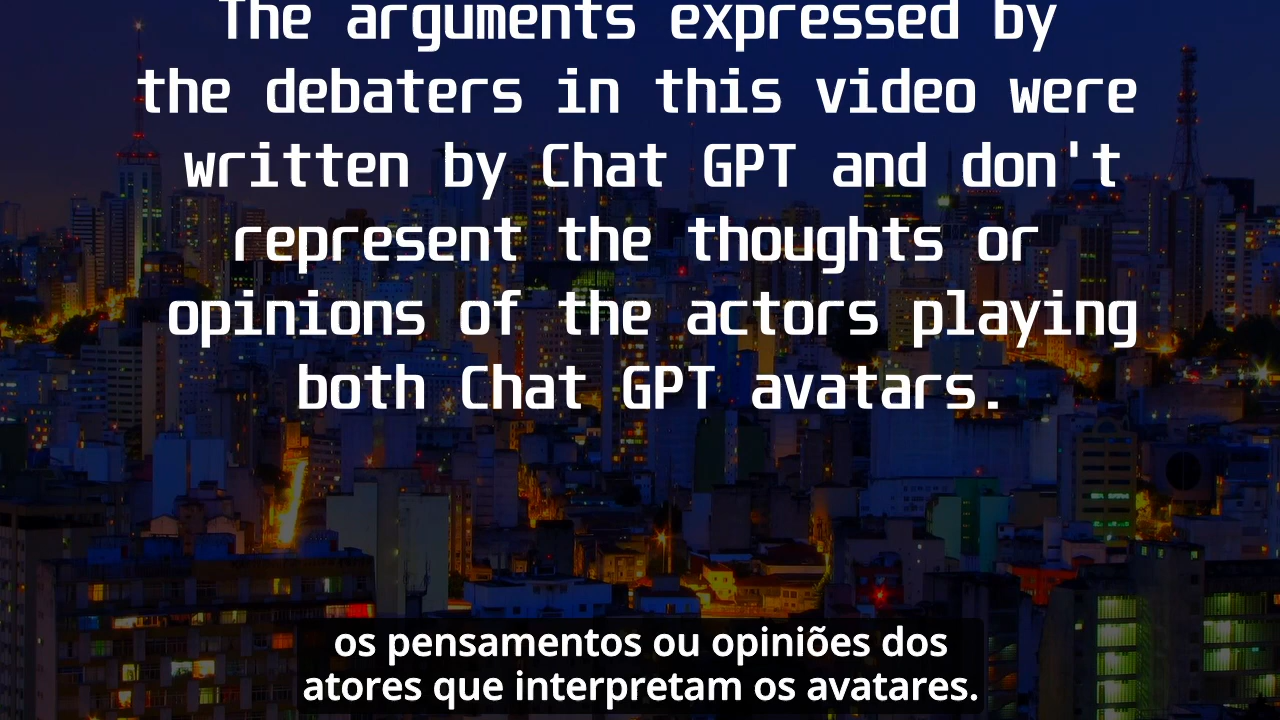 The arguments expressed by
the debaters in this video were
written by Chat GPT and don't
represent the thoughts or
opinions of the actors playing
both Chat GPT avatars.
os pensamentos ou opiniões dos
atores que interpretam os avatares.